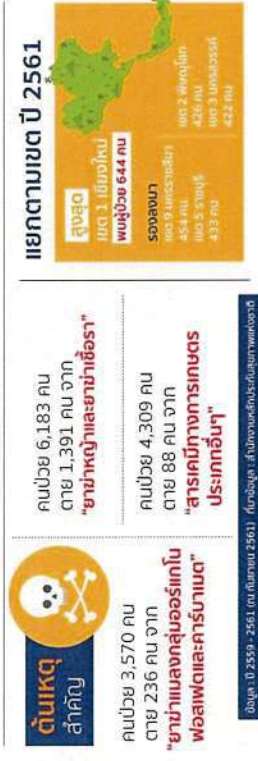 ต้นเหตุ
สำคัญ
คนป่วย 3,570 คน
ตาย 236 คน จาก
"ยาฆ่าแมลงกลุ่มออร์แกโน
ฟอสเฟตและคาร์บาเมต"
คนป่วย 6,183 คน
ตาย 1,391 คน จาก
"ยาฆ่าหญ้าและยาฆ่าเชื้อรา"
คนป่วย 4,309 คน
ตาย 88 คน จาก
"สารเคมีทางการเกษตร
ประเภทอื่นๆ"
แยกตามเขต ปี 2561
สูงสุด
เขต 1 เชียงใหม่
พบผู้ป่วย 644 คน
รองลงมา
เขต 9 นครราชสีมา
454 คน
เขต 5 ราชบุรี
433 คน
เขต 2 พิษณุโลก
426 คน
เขต 3 นครสวรรค์
422 คน
ข้อมูล : ปี 2559 - 2561 (ณ กันยายน 2561) ที่มาข้อมูล : สำนักงานหลักประกันสุขภาพแห่งชาติ